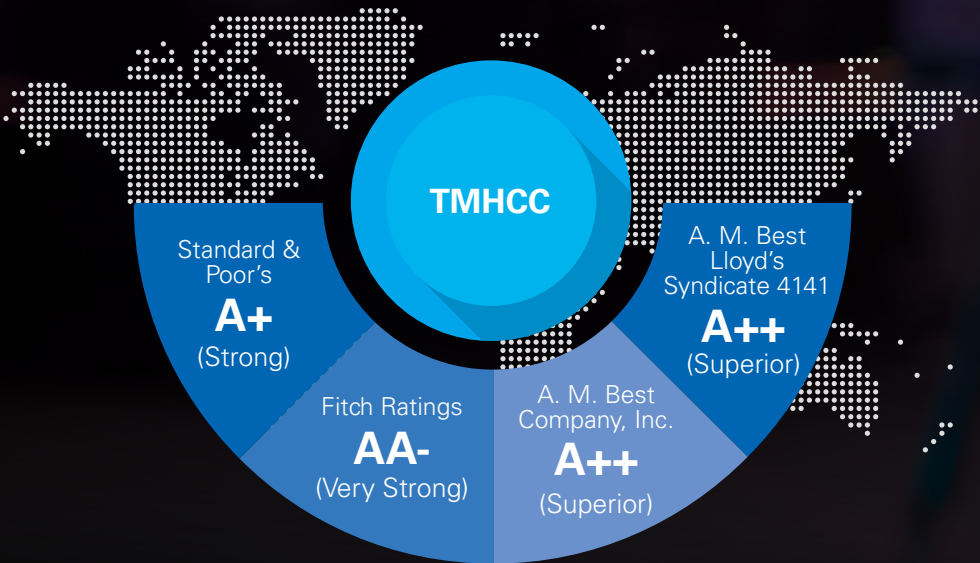 TMHCC
Standard &
Poor's
A+
(Strong)
Fitch Ratings
AA-
(Very Strong)
A. M. Best
Company, Inc.
A++
(Superior)
A. M. Best
Lloyd's
Syndicate 4141
A++
(Superior)